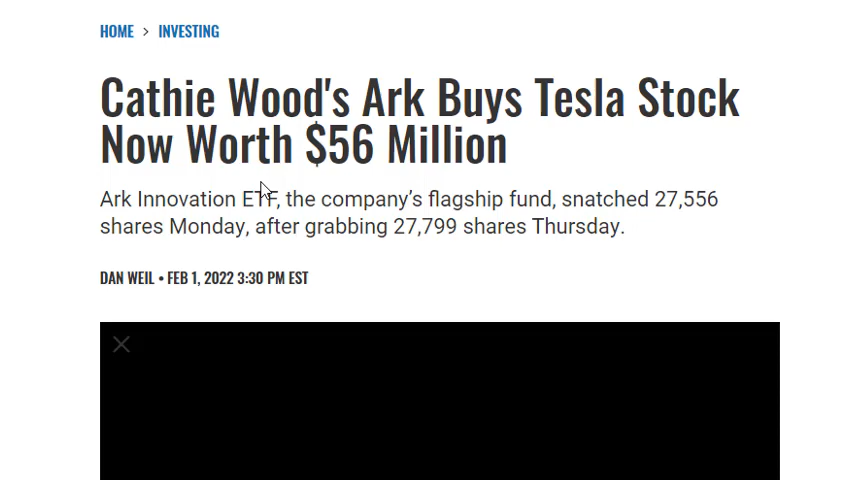 HOME > INVESTING
Cathie Wood's Ark Buys Tesla Stock
Now Worth $56 Million
Ark Innovation ETF, the company’s flagship fund, snatched 27,556
shares Monday, after grabbing 27,799 shares Thursday.
DAN WEIL • FEB 1, 2022 3:30 PM EST